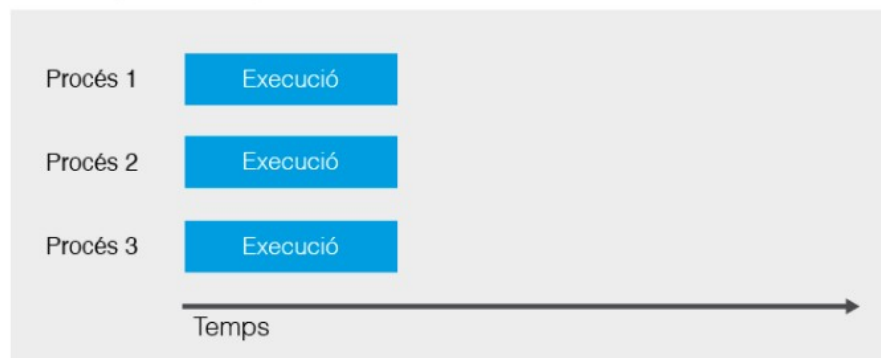 Procés 1 Execució
Procés 2 Execució
Procés 3 Execució
Temps